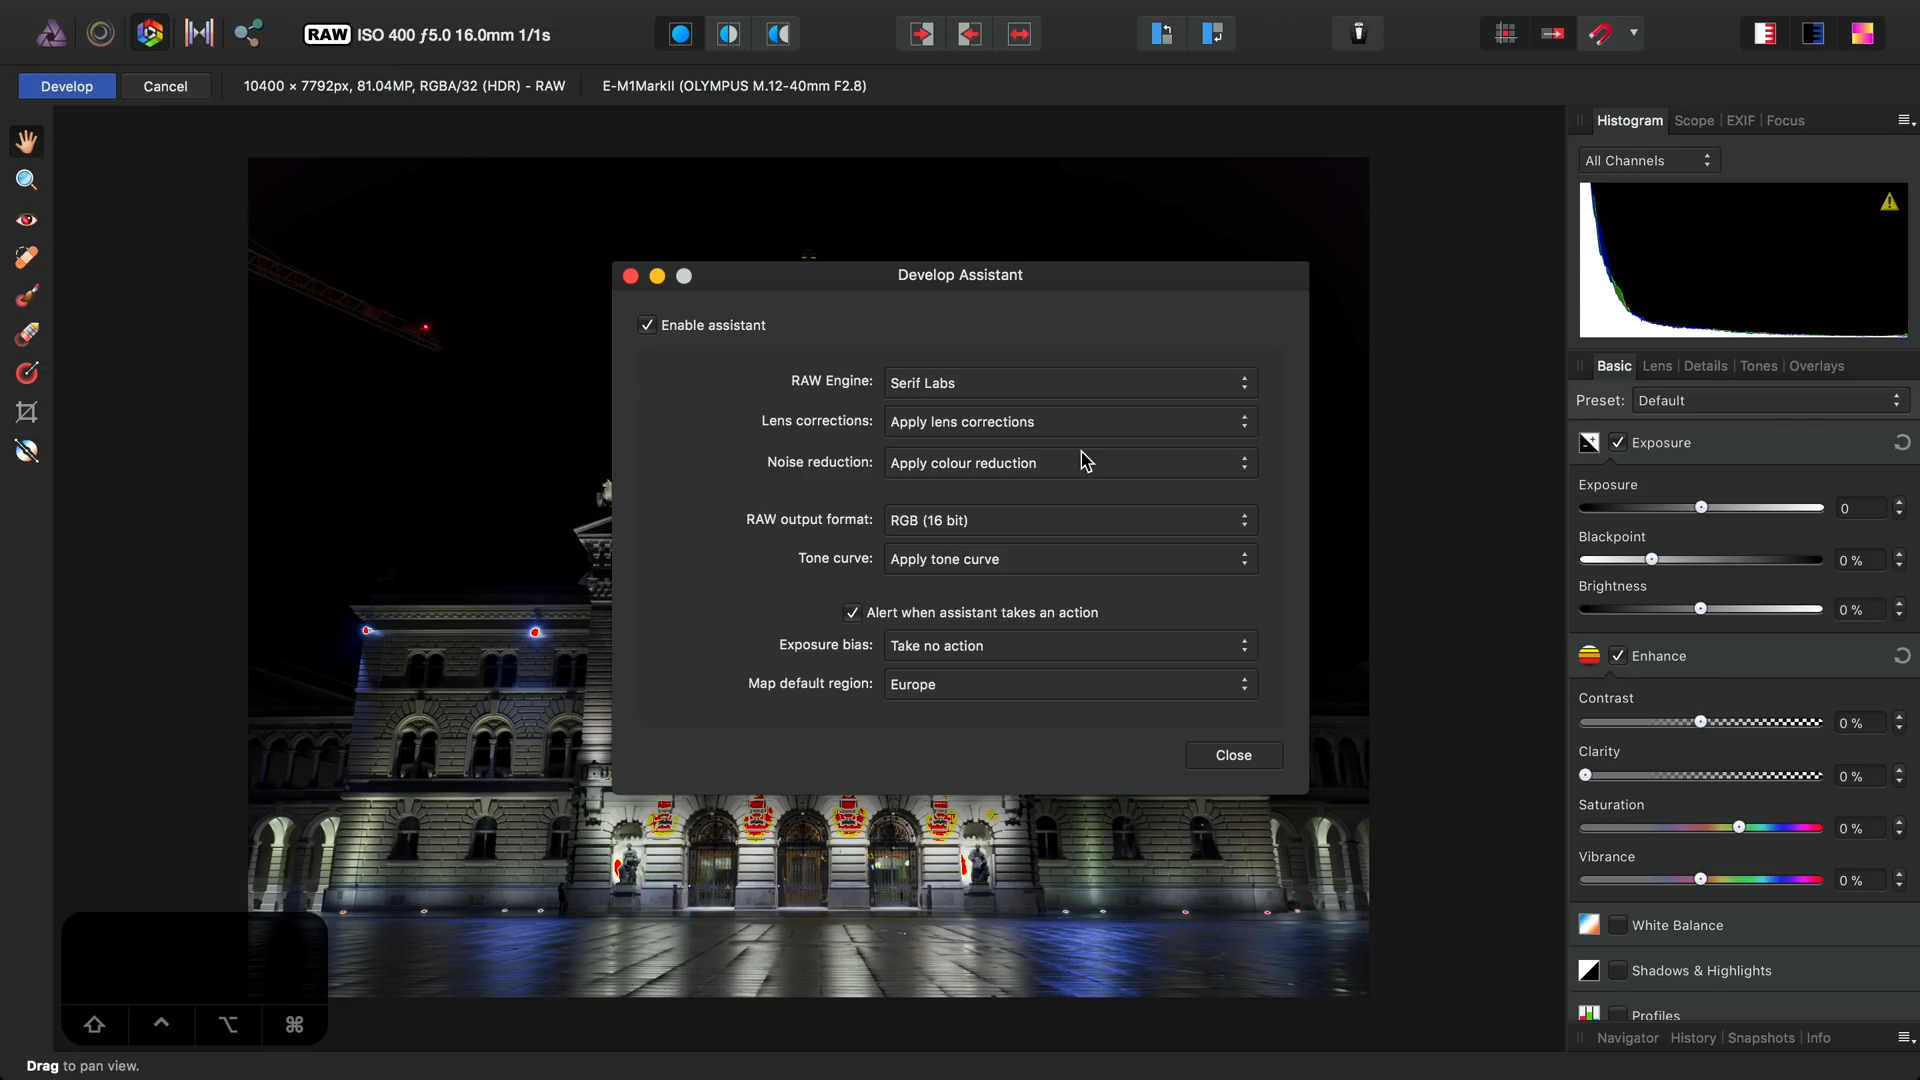 RAW ISO 400 ƒ5.0 16.0mm 1/1s
Develop
Cancel
10400 × 7792px, 81.04MP, RGBA/32 (HDR) - RAW
E-M1MarkII (OLYMPUS M.12-40mm F2.8)
Histogram Scope EXIF Focus
All Channels
Develop Assistant
Enable assistant
RAW Engine: Serif Labs
Lens corrections: Apply lens corrections
Noise reduction: Apply colour reduction
RAW output format: RGB (16 bit)
Tone curve: Apply tone curve
Alert when assistant takes an action
Exposure bias: Take no action
Map default region: Europe
Close
Basic Lens Details Tones Overlays
Preset: Default
Exposure
Exposure
0
Blackpoint
0 %
Brightness
0 %
Enhance
Contrast
0 %
Clarity
0 %
Saturation
0 %
Vibrance
0 %
White Balance
Shadows & Highlights
Profiles
Navigator History Snapshots Info
Drag to pan view.